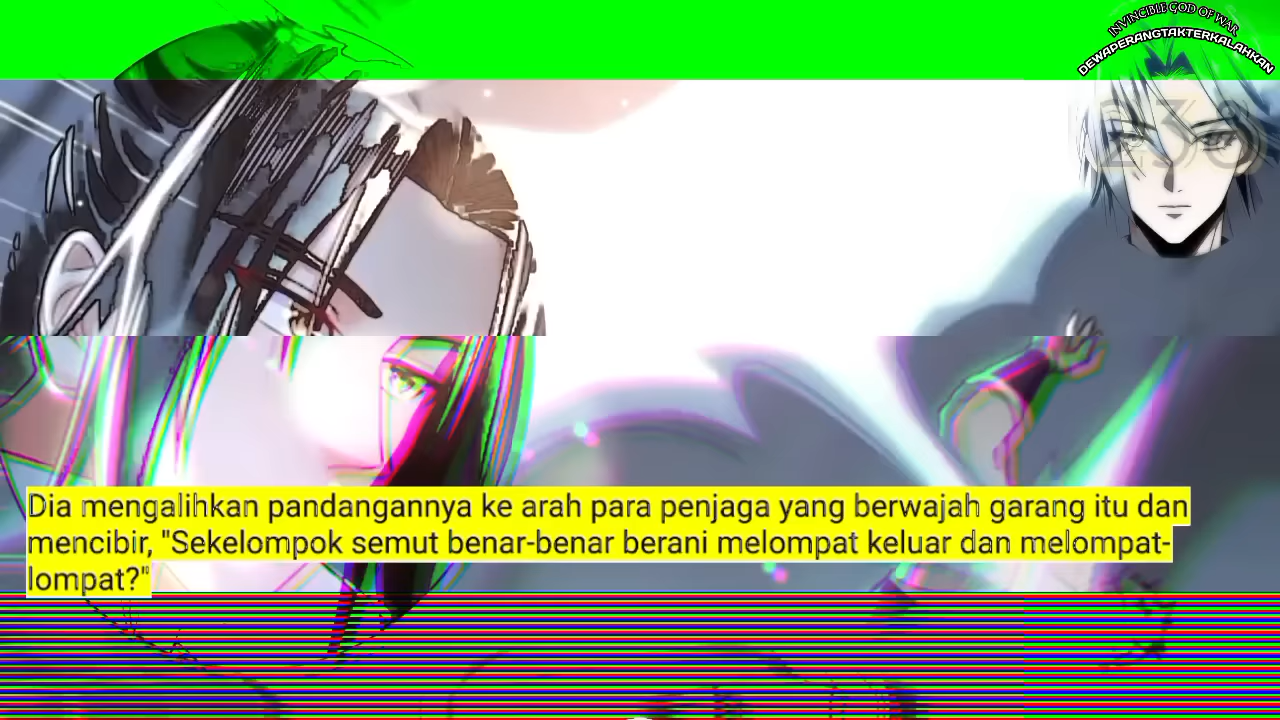 INVINCIBLE GOD OF WAR
DEWAPERANGTAKTERKALAHKAN
238
Dia mengalihkan pandangannya ke arah para penjaga yang berwajah garang itu dan
mencibir, "Sekelompok semut benar-benar berani melompat keluar dan melompat-
lompat?"